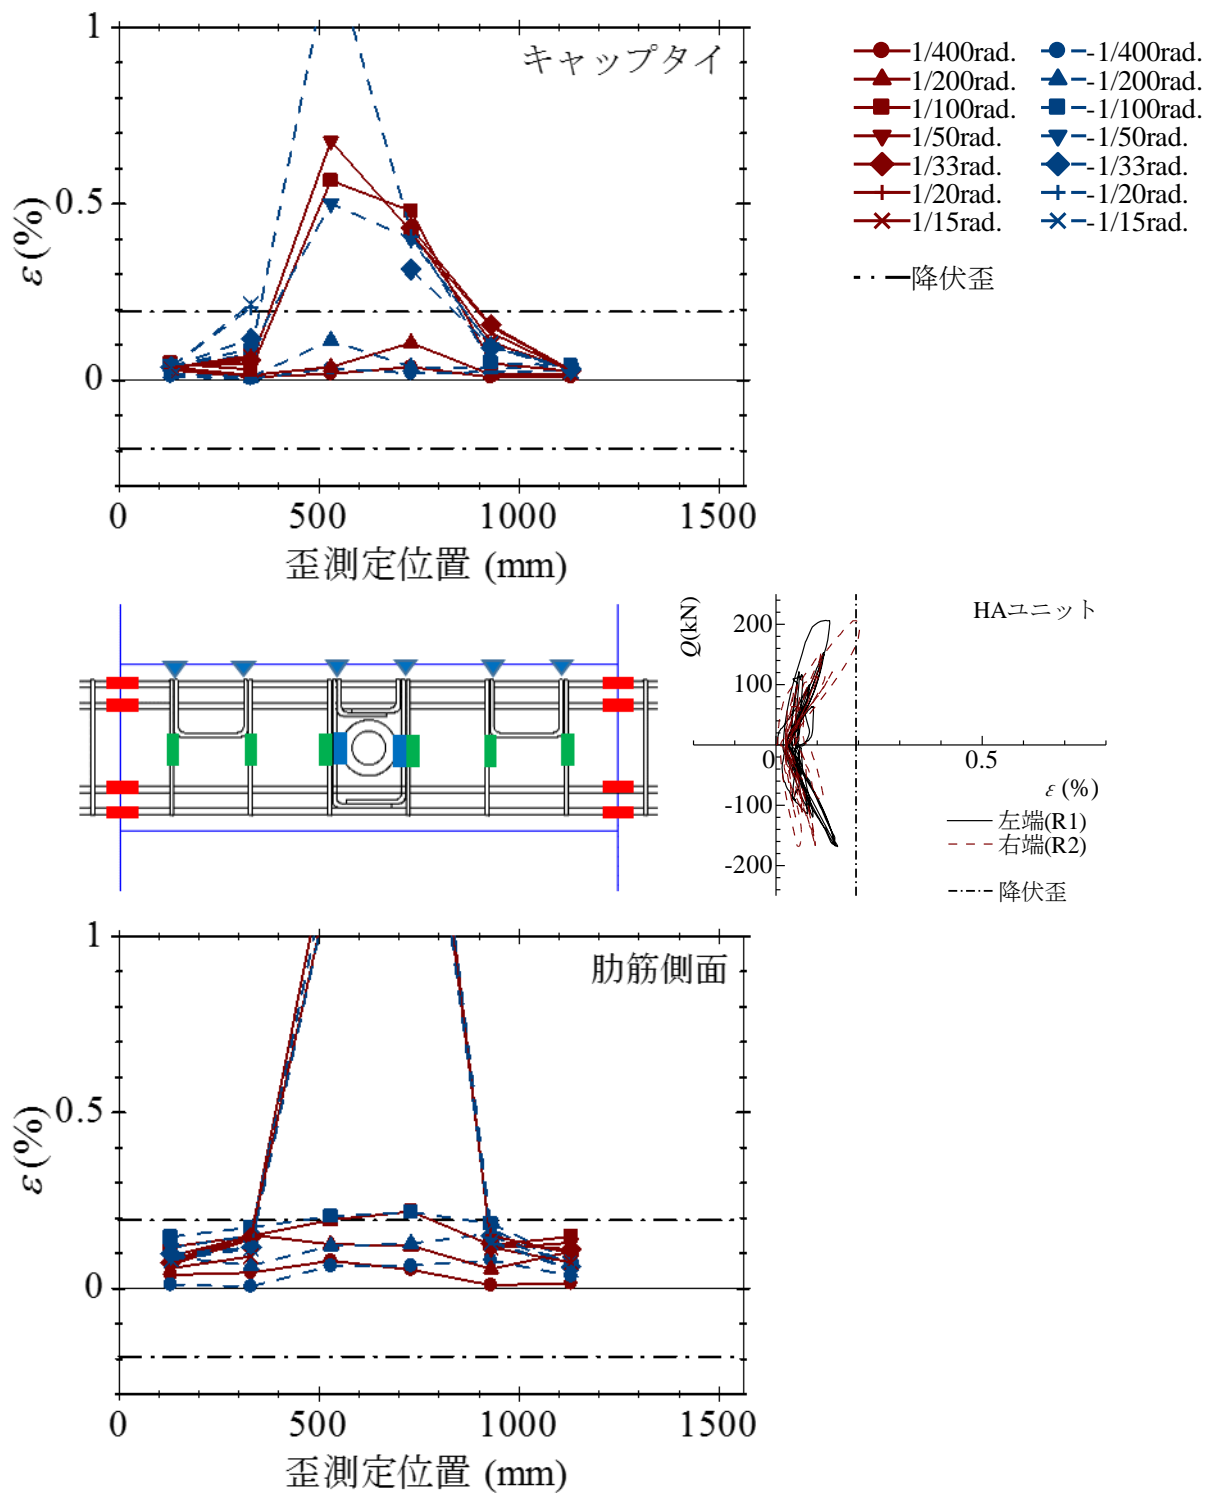 キャップタイ
1
0.5
0
ε(%)
0
500
1000
1500
歪測定位置 (mm)
1/400rad.
-1/400rad.
1/200rad.
-1/200rad.
1/100rad.
-1/100rad.
1/50rad.
-1/50rad.
1/33rad.
-1/33rad.
1/20rad.
-1/20rad.
1/15rad.
-1/15rad.
降伏歪
HAユニット
Q(kN)
200
100
0
0.5
-100
-200
ε (%)
左端(R1)
右端(R2)
降伏歪
肋筋側面
1
0.5
0
ε(%)
0
500
1000
1500
歪測定位置 (mm)